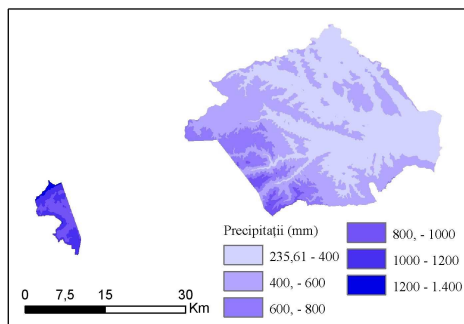 Precipitații (mm)
235,61 - 400
400, - 600
600, - 800
800, - 1000
1000 - 1200
1200 - 1.400
0 7,5 15 30
Km